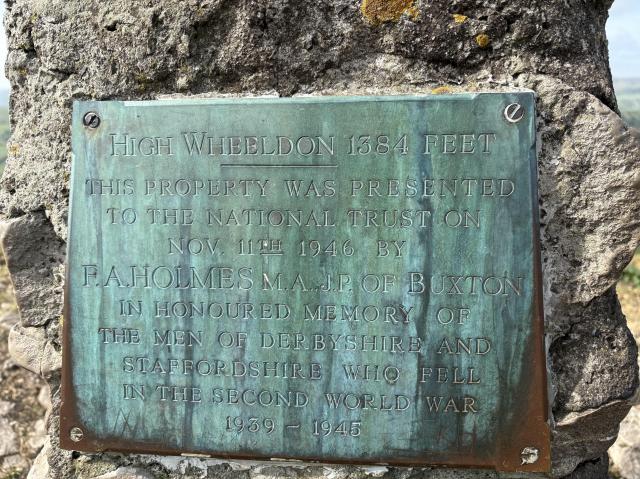 HIGH WHEELDON 1384 FEET
THIS PROPERTY WAS PRESENTED
TO THE NATIONAL TRUST ON
NOV. 11TH 1946 BY
F.A. HOLMES M.A., J.P. OF BUXTON
IN HONOURED MEMORY OF
THE MEN OF DERBYSHIRE AND
STAFFORDSHIRE WHO FELL
IN THE SECOND WORLD WAR
1939 - 1945